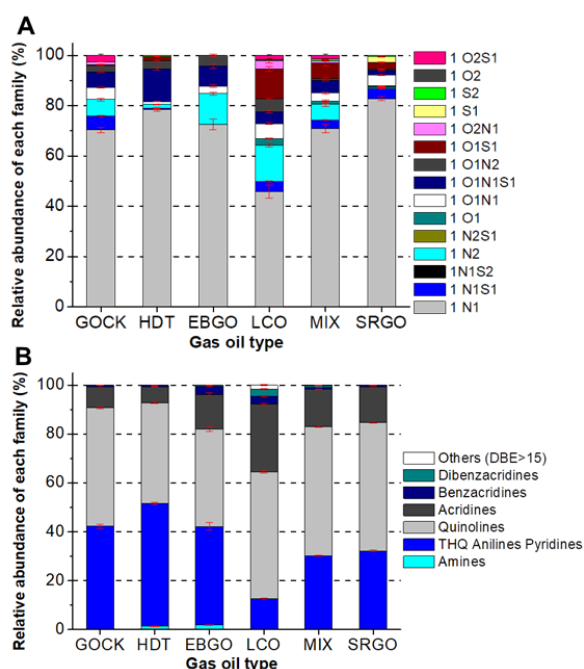 A
Relative abundance of each family (%)
100
80
60
40
20
0
GOCK HDT EBGO LCO MIX SRGO
Gas oil type
1 O2S1
1 O2
1 S2
1 S1
1 O2N1
1 O1S1
1 O1N2
1 O1N1S1
1 O1N1
1 O1
1 N2S1
1 N2
1N1S2
1 N1S1
1 N1
B
Relative abundance of each family (%)
100
80
60
40
20
0
GOCK HDT EBGO LCO MIX SRGO
Gas oil type
Others (DBE>15)
Dibenzacridines
Benzacridines
Acridines
Quinolines
THQ Anilines Pyridines
Amines